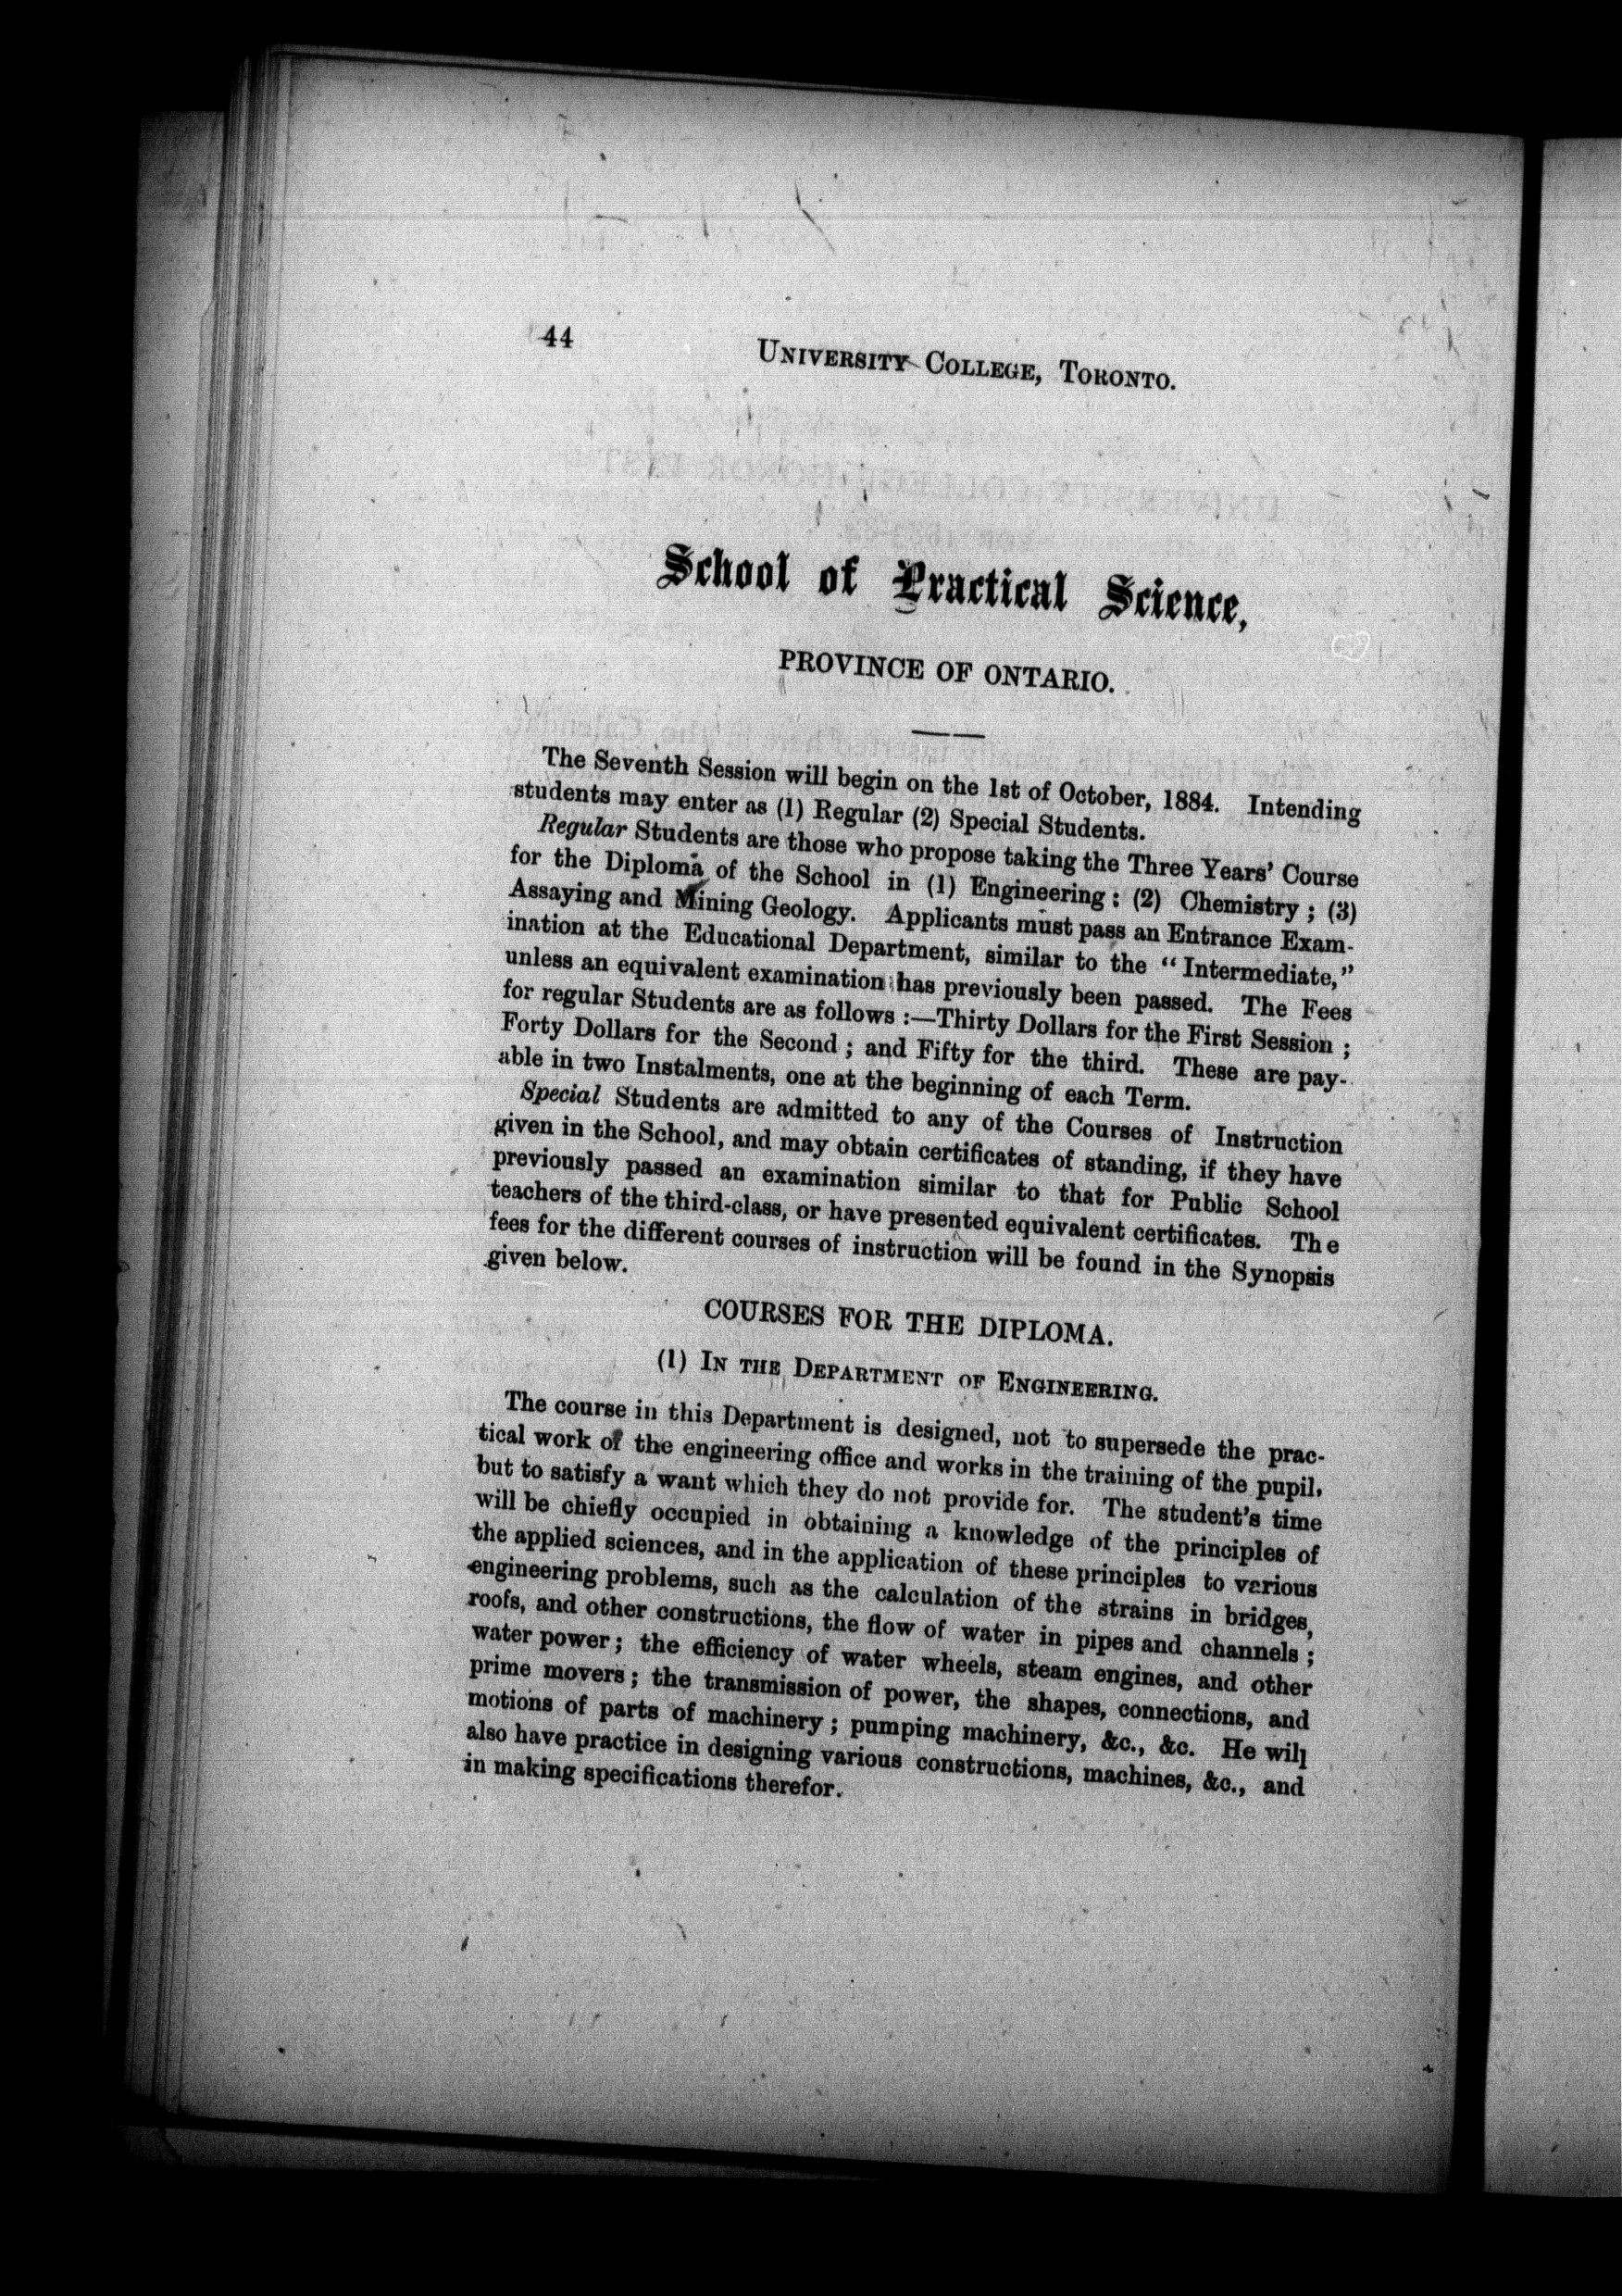 44
UNIVERSITY COLLEGE, TORONTO.
School of Practical Science,
PROVINCE OF ONTARIO.
The Seventh Session will begin on the 1st of October, 1884. Intending
students may enter as (1) Regular (2) Special Students.
Regular Students are those who propose taking the Three Years' Course
for the Diploma of the School in (1) Engineering : (2) Chemistry ; (3)
Assaying and Mining Geology. Applicants must pass an Entrance Exam-
ination at the Educational Department, similar to the "Intermediate,"
unless an equivalent examination has previously been passed. The Fees
for regular Students are as follows :—Thirty Dollars for the First Session ;
Forty Dollars for the Second ; and Fifty for the third. These are pay-
able in two Instalments, one at the beginning of each Term.
Special Students are admitted to any of the Courses of Instruction
given in the School, and may obtain certificates of standing, if they have
previously passed an examination similar to that for Public School
teachers of the third-class, or have presented equivalent certificates. The
fees for the different courses of instruction will be found in the Synopsis
given below.
COURSES FOR THE DIPLOMA.
(1) IN THE DEPARTMENT OF ENGINEERING.
The course in this Department is designed, not to supersede the prac-
tical work of the engineering office and works in the training of the pupil,
but to satisfy a want which they do not provide for. The student's time
will be chiefly occupied in obtaining a knowledge of the principles of
the applied sciences, and in the application of these principles to various
engineering problems, such as the calculation of the strains in bridges,
roofs, and other constructions, the flow of water in pipes and channels ;
water power ; the efficiency of water wheels, steam engines, and other
prime movers ; the transmission of power, the shapes, connections, and
motions of parts of machinery ; pumping machinery, &c., &c. He will
also have practice in designing various constructions, machines, &c., and
in making specifications therefor.